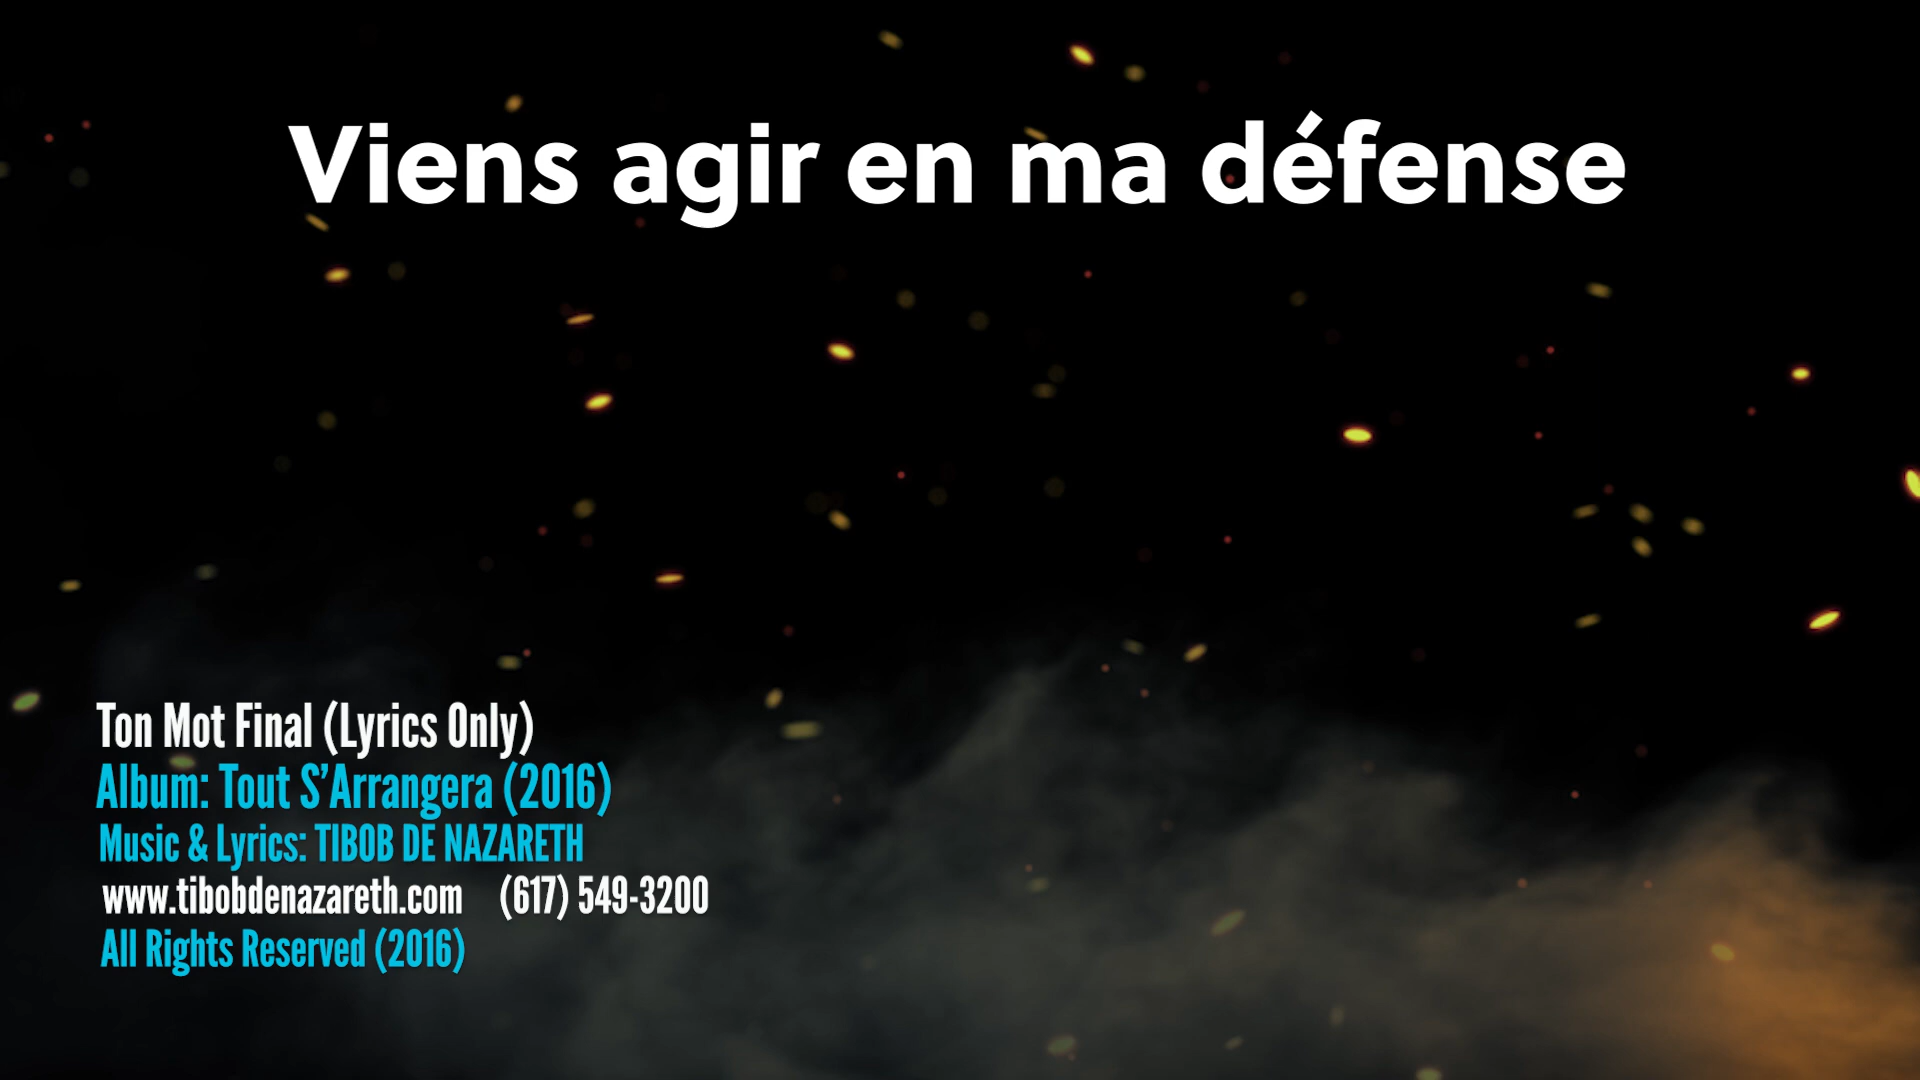 Viens agir en ma défense
Ton Mot Final (Lyrics Only)
Album: Tout S'Arrangera (2016)
Music & Lyrics: TIBOB DE NAZARETH
www.tibobdenazareth.com (617) 549-3200
All Rights Reserved (2016)